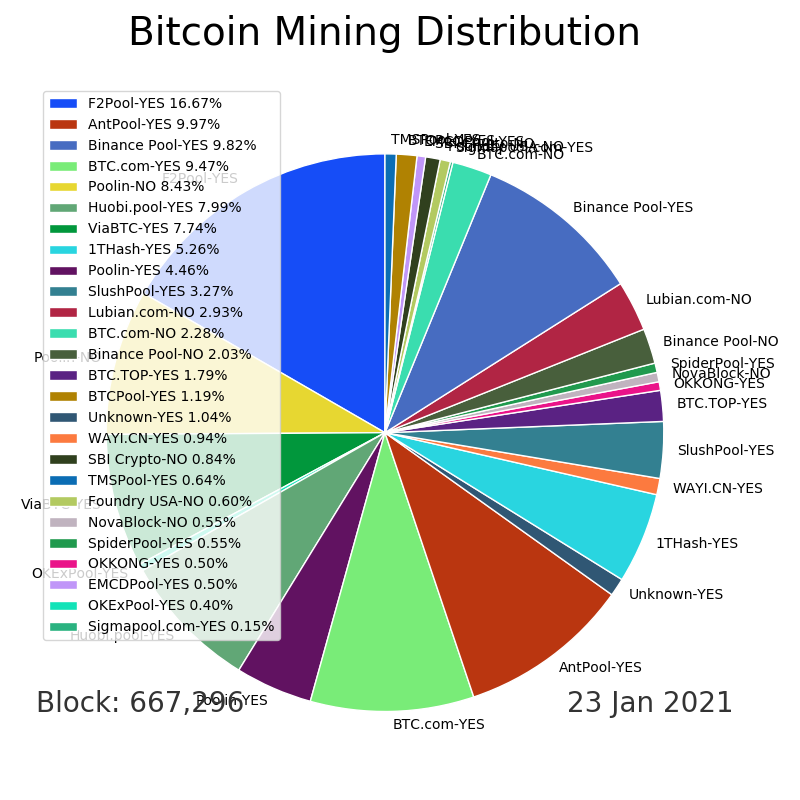 Bitcoin Mining Distribution
F2Pool-YES 16.67%
AntPool-YES 9.97%
Binance Pool-YES 9.82%
BTC.com-YES 9.47%
Poolin-NO 8.43%
Huobi.pool-YES 7.99%
ViaBTC-YES 7.74%
1THash-YES 5.26%
Poolin-YES 4.46%
SlushPool-YES 3.27%
Lubian.com-NO 2.93%
BTC.com-NO 2.28%
Binance Pool-NO 2.03%
BTC.TOP-YES 1.79%
BTCPool-YES 1.19%
Unknown-YES 1.04%
WAYI.CN-YES 0.94%
SBI Crypto-NO 0.84%
TMSPool-YES 0.64%
Foundry USA-NO 0.60%
NovaBlock-NO 0.55%
SpiderPool-YES 0.55%
OKKONG-YES 0.50%
EMCDPool-YES 0.50%
OKExPool-YES 0.40%
Sigmapool.com-YES 0.15%
BTC.com-NO
Binance Pool-YES
Lubian.com-NO
Binance Pool-NO
SpiderPool-YES
NovaBlock-NO
OKKONG-YES
BTC.TOP-YES
SlushPool-YES
WAYI.CN-YES
1THash-YES
Unknown-YES
AntPool-YES
BTC.com-YES
Poolin-YES
Huobi.pool-YES
OKExPool-YES
ViaBTC-YES
Poolin-NO
F2Pool-YES
Block: 667,296
23 Jan 2021